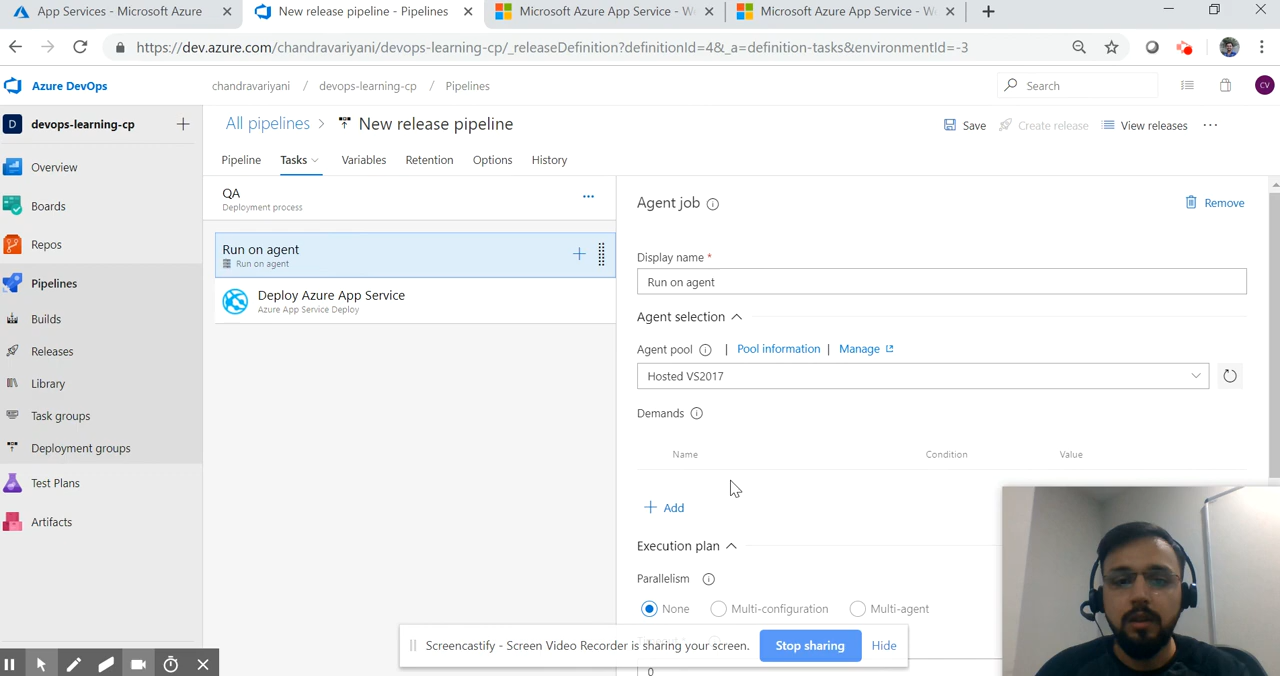 App Services - Microsoft Azure
New release pipeline - Pipelines
Microsoft Azure App Service - W
Microsoft Azure App Service - W
https://dev.azure.com/chandravariyani/devops-learning-cp/_releaseDefinition?definitionId=4&_a=definition-tasks&environmentId=-3
Azure DevOps
chandravariyani / devops-learning-cp / Pipelines
Search
CV
D devops-learning-cp
All pipelines > New release pipeline
Save
Create release
View releases
Overview
Boards
Repos
Pipelines
Builds
Releases
Library
Task groups
Deployment groups
Test Plans
Artifacts
Pipeline
Tasks
Variables
Retention
Options
History
QA
Deployment process
Run on agent
Run on agent
Deploy Azure App Service
Azure App Service Deploy
Agent job
Remove
Display name *
Run on agent
Agent selection
Agent pool | Pool information | Manage
Hosted VS2017
Demands
Name Condition Value
Add
Execution plan
Parallelism
None Multi-configuration Multi-agent
0
Screencastify - Screen Video Recorder is sharing your screen.
Stop sharing
Hide